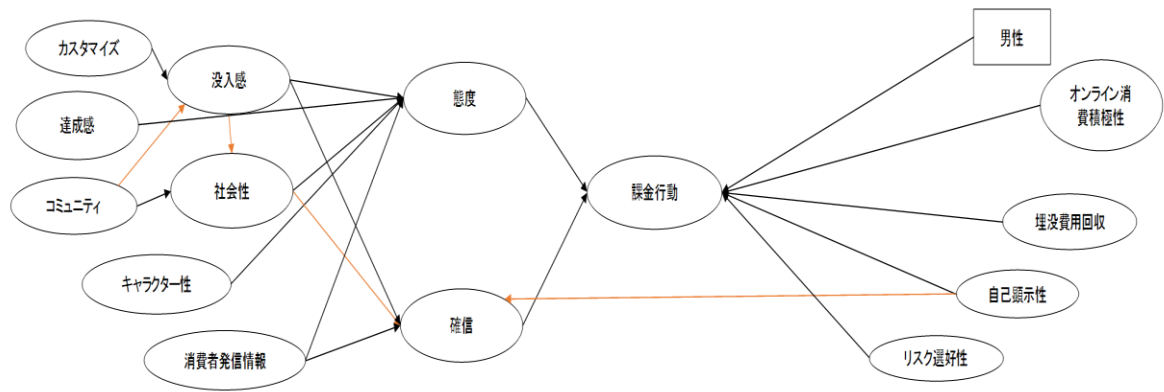 カスタマイズ
没入感
達成感
コミュニティ
社会性
キャラクター性
消費者発信情報
態度
確信
課金行動
男性
オンライン消
費積極性
埋没費用回収
自己顕示性
リスク選好性